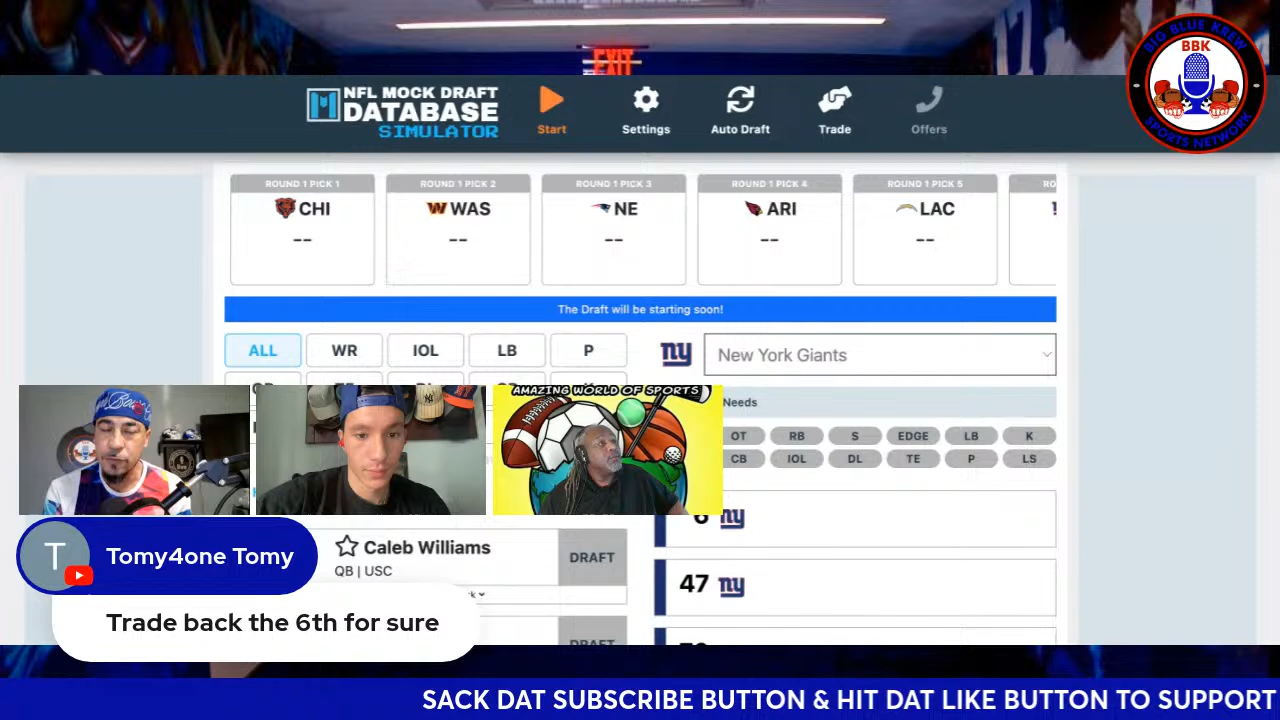 EXIT
BIG BLUE KREW
BBK
SPORTS NETWORK
NFL MOCK DRAFT
DATABASE
SIMULATOR
Start
Settings
Auto Draft
Trade
Offers
ROUND 1 PICK 1
ROUND 1 PICK 2
ROUND 1 PICK 3
ROUND 1 PICK 4
ROUND 1 PICK 5
RO
CHI
WAS
NE
ARI
LAC
--
--
--
--
--
The Draft will be starting soon!
ALL
WR
IOL
LB
P
ny
New York Giants
AMAZING WORLD OF SPORTS
Needs
OT
RB
S
EDGE
LB
K
CB
IOL
DL
TE
P
LS
6 ny
47 ny
Caleb Williams
QB | USC
DRAFT
DRAFT
T
Tomy4one Tomy
Trade back the 6th for sure
SACK DAT SUBSCRIBE BUTTON & HIT DAT LIKE BUTTON TO SUPPORT